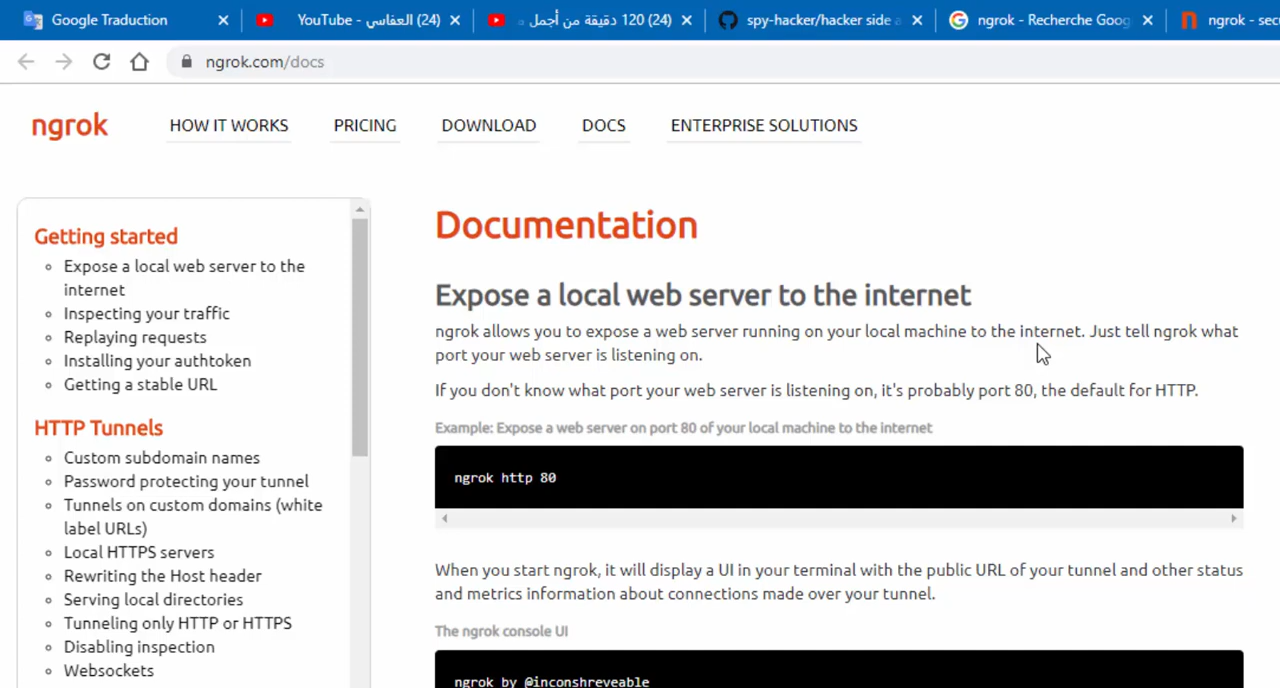 Google Traduction
YouTube - العفاسي (24)
120 دقيقة من أجمل (24)
spy-hacker/hacker side
ngrok - Recherche Goog
ngrok - sec
ngrok.com/docs
ngrok
HOW IT WORKS
PRICING
DOWNLOAD
DOCS
ENTERPRISE SOLUTIONS
Getting started
Expose a local web server to the
internet
Inspecting your traffic
Replaying requests
Installing your authtoken
Getting a stable URL
HTTP Tunnels
Custom subdomain names
Password protecting your tunnel
Tunnels on custom domains (white
label URLs)
Local HTTPS servers
Rewriting the Host header
Serving local directories
Tunneling only HTTP or HTTPS
Disabling inspection
Websockets
Documentation
Expose a local web server to the internet
ngrok allows you to expose a web server running on your local machine to the internet. Just tell ngrok what
port your web server is listening on.
If you don't know what port your web server is listening on, it's probably port 80, the default for HTTP.
Example: Expose a web server on port 80 of your local machine to the internet
ngrok http 80
When you start ngrok, it will display a UI in your terminal with the public URL of your tunnel and other status
and metrics information about connections made over your tunnel.
The ngrok console UI
ngrok by @inconshreveable